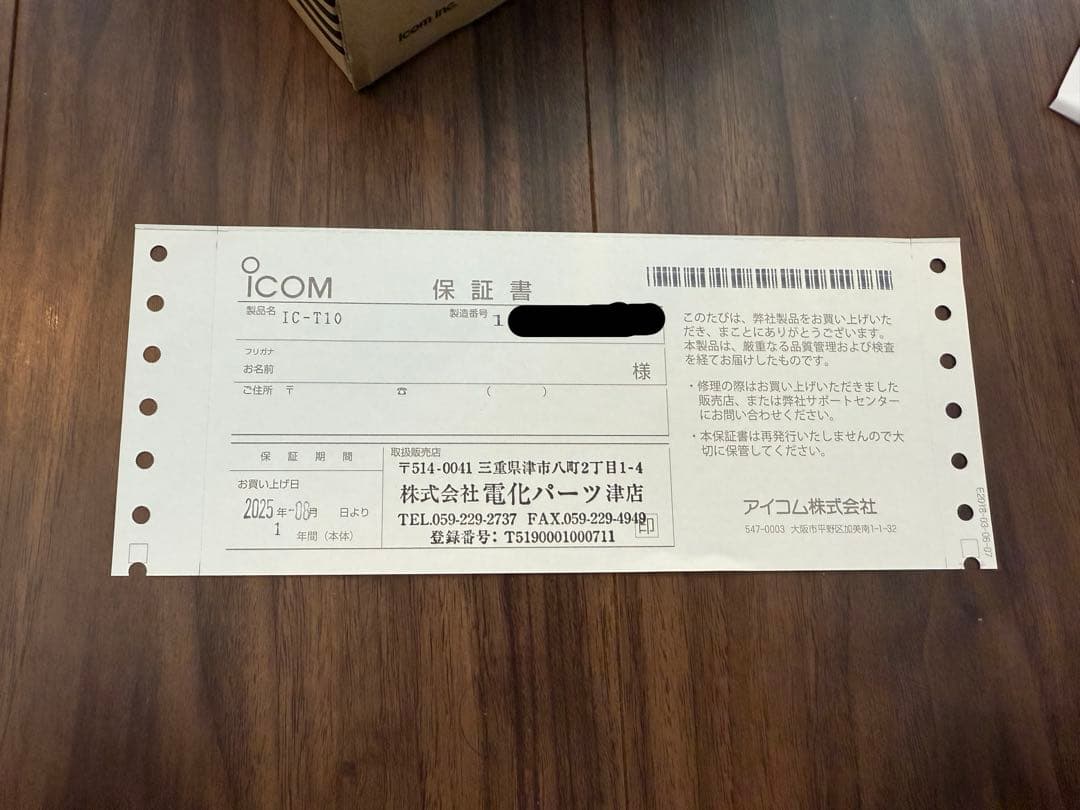 Icom Inc.
ICOM
保証書
製品名 IC-T10
製造番号 1
フリガナ
お名前 様
ご住所 〒 ☎ ( )
保証期間
お買い上げ日
2025年-08月 日より
1 年間（本体）
取扱販売店
〒514-0041 三重県津市八町2丁目1-4
株式会社電化パーツ津店
TEL.059-229-2737 FAX.059-229-4949
印
登録番号：T5190001000711
このたびは、弊社製品をお買い上げいた
だき、まことにありがとうございます。
本製品は、厳重なる品質管理および検査
を経てお届けしたものです。
・修理の際はお買い上げいただきました
販売店、または弊社サポートセンター
にお問い合わせください。
・本保証書は再発行いたしませんので大
切に保管してください。
アイコム株式会社
547-0003 大阪市平野区加美南1-1-32
E2018-03-06-07